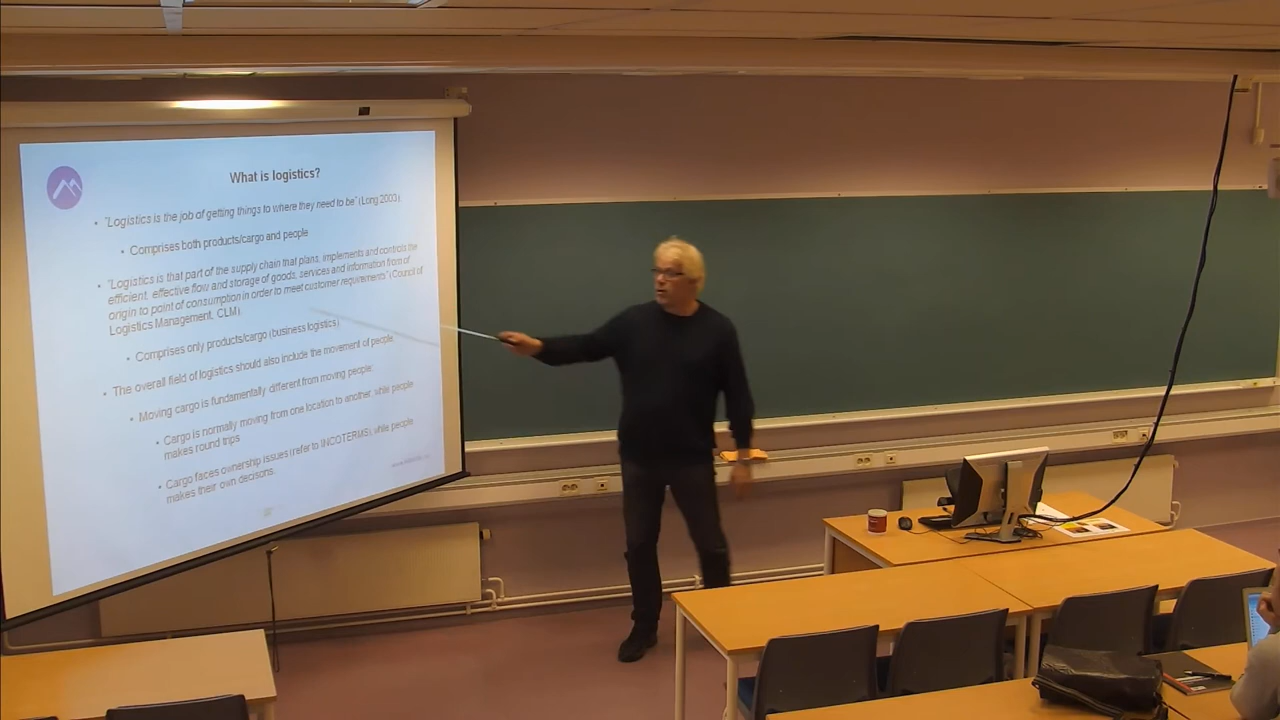 What is logistics?
• "Logistics is the job of getting things to where they need to be" (Long 2003).
• Comprises both products/cargo and people
• "Logistics is that part of the supply chain that plans, implements and controls the
efficient, effective flow and storage of goods, services and information from of
origin to point of consumption in order to meet customer requirements" (Council of
Logistics Management, CLM).
• Comprises only products/cargo (business logistics)
• The overall field of logistics should also include the movement of people
• Moving cargo is fundamentally different from moving people:
• Cargo is normally moving from one location to another, while people
makes round trips
• Cargo faces ownership issues (refer to INCOTERMS), while people
makes their own decisions.